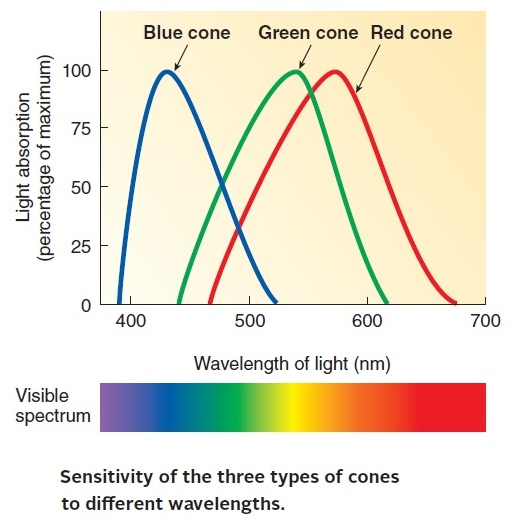 Blue cone Green cone Red cone
Light absorption
(percentage of maximum)
100
75
50
25
0
400 500 600 700
Wavelength of light (nm)
Visible
spectrum
Sensitivity of the three types of cones
to different wavelengths.